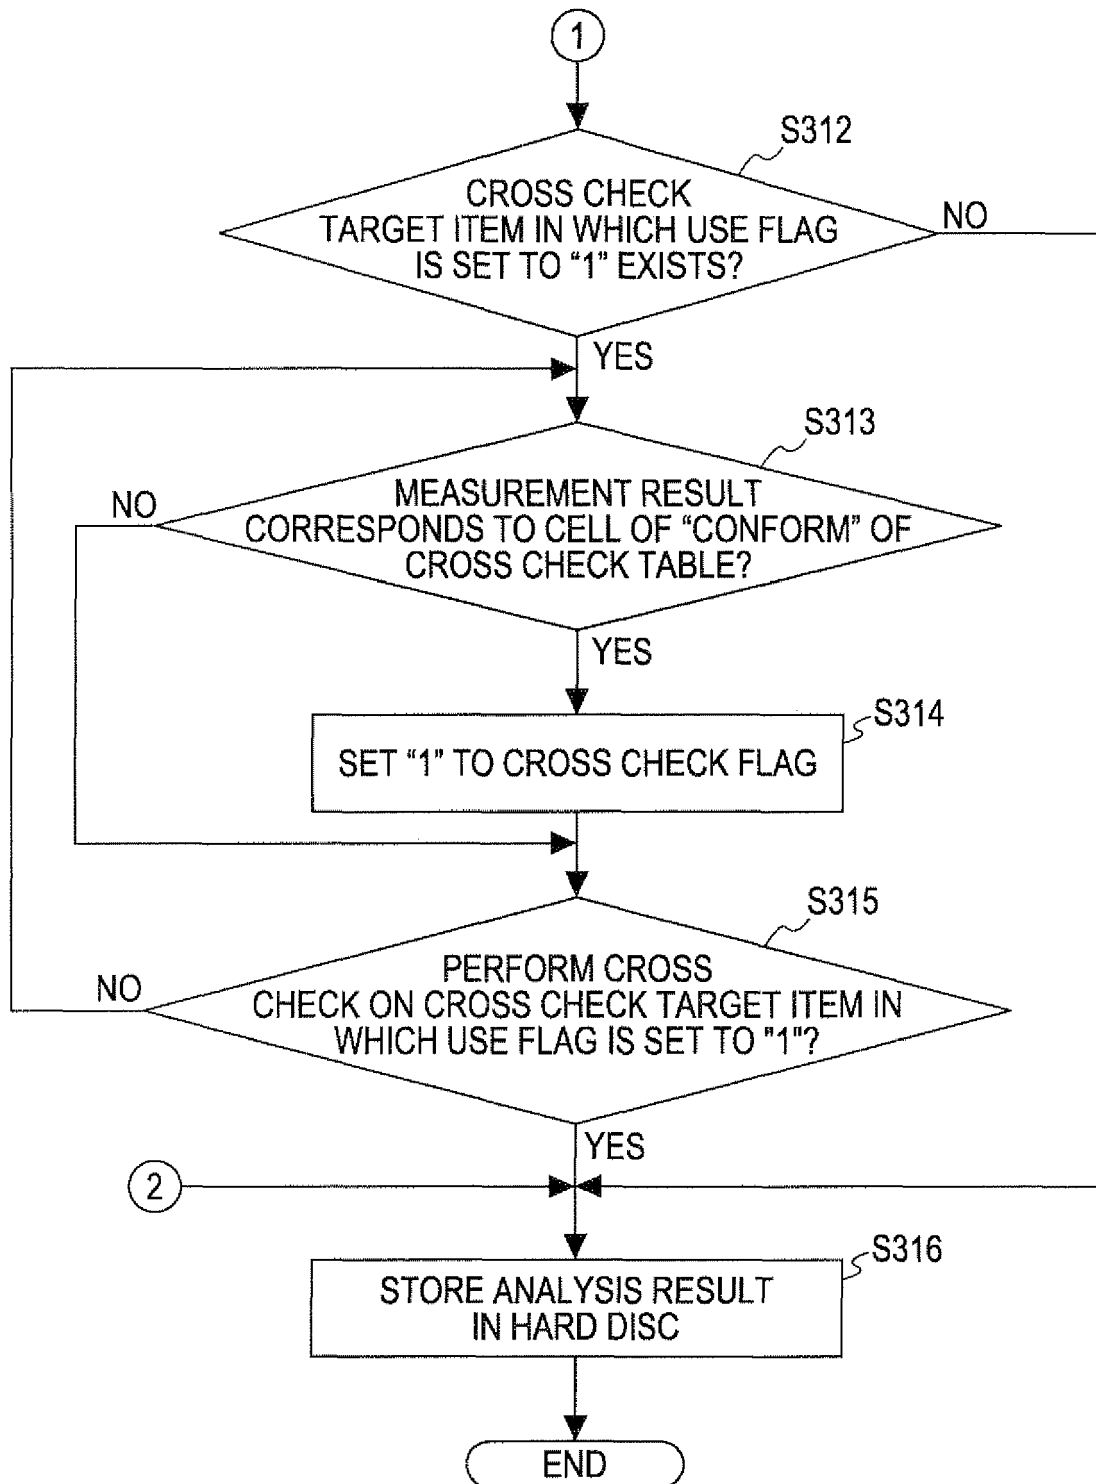 1
S312
CROSS CHECK
TARGET ITEM IN WHICH USE FLAG
IS SET TO “1” EXISTS?
NO
YES
S313
MEASUREMENT RESULT
CORRESPONDS TO CELL OF “CONFORM” OF
CROSS CHECK TABLE?
NO
YES
S314
SET “1” TO CROSS CHECK FLAG
S315
PERFORM CROSS
CHECK ON CROSS CHECK TARGET ITEM IN
WHICH USE FLAG IS SET TO "1"?
NO
YES
2
S316
STORE ANALYSIS RESULT
IN HARD DISC
END